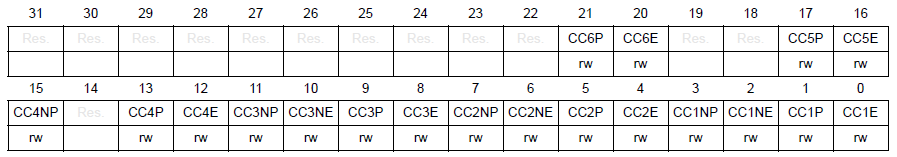 31 30 29 28 27 26 25 24 23 22 21 20 19 18 17 16
Res. Res. Res. Res. Res. Res. Res. Res. Res. Res. CC6P CC6E Res. Res. CC5P CC5E
rw rw rw rw
15 14 13 12 11 10 9 8 7 6 5 4 3 2 1 0
CC4NP Res. CC4P CC4E CC3NP CC3NE CC3P CC3E CC2NP CC2NE CC2P CC2E CC1NP CC1NE CC1P CC1E
rw rw rw rw rw rw rw rw rw rw rw rw rw rw rw